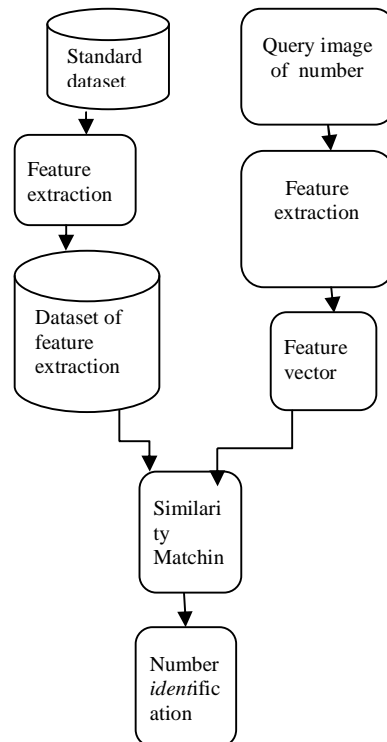 Standard
dataset
Query image
of number
Feature
extraction
Feature
extraction
Dataset of
feature
extraction
Feature
vector
Similari
ty
Matchin
Number
identific
ation